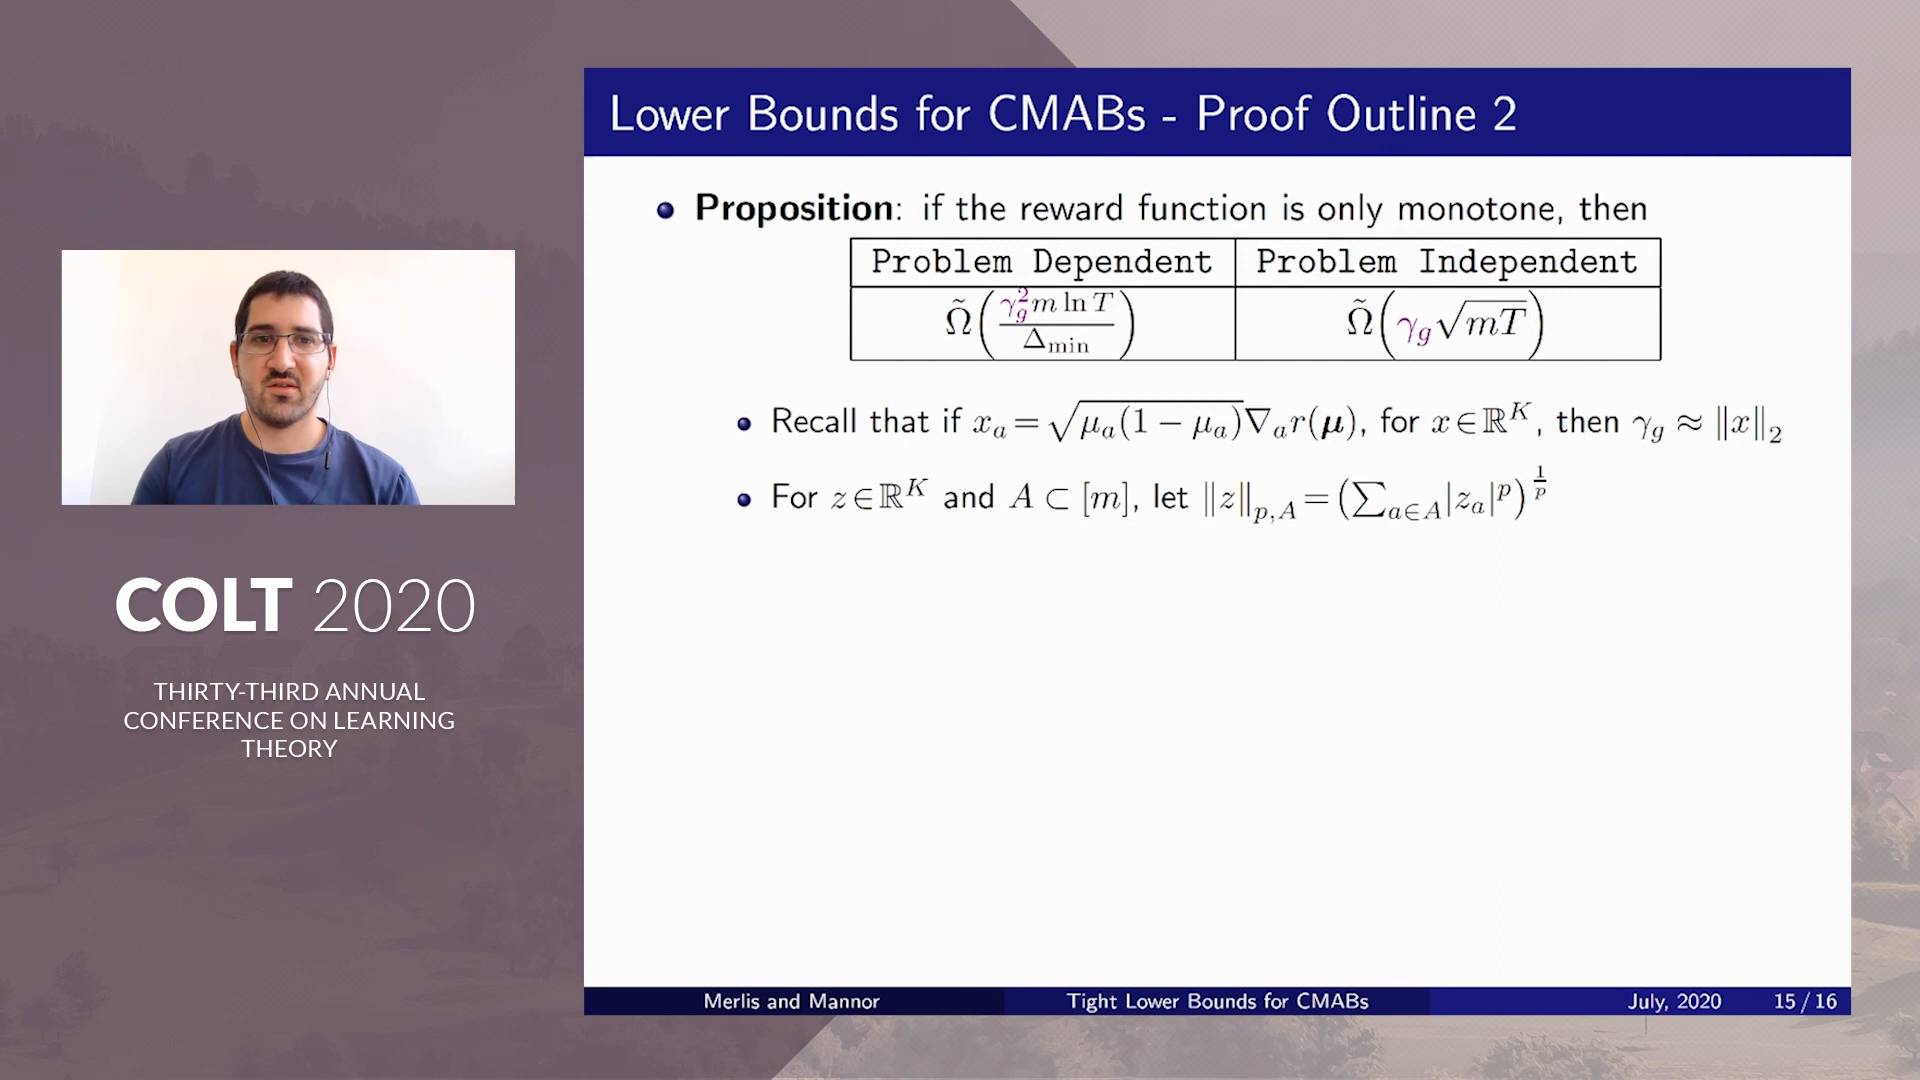 Lower Bounds for CMABs - Proof Outline 2
Proposition: if the reward function is only monotone, then
Problem Dependent Problem Independent
Ω̃(γ_g^2 m ln T / Δ_min) Ω̃(γ_g √mT)
Recall that if x_a = √μ_a(1 − μ_a)∇_a r(μ), for x∈ℝ^K, then γ_g ≈ ‖x‖_2
For z∈ℝ^K and A ⊂ [m], let ‖z‖_{p,A} = (∑_{a∈A}|z_a|^p)^{1/p}
COLT 2020
THIRTY-THIRD ANNUAL
CONFERENCE ON LEARNING
THEORY
Merlis and Mannor Tight Lower Bounds for CMABs July, 2020 15 / 16